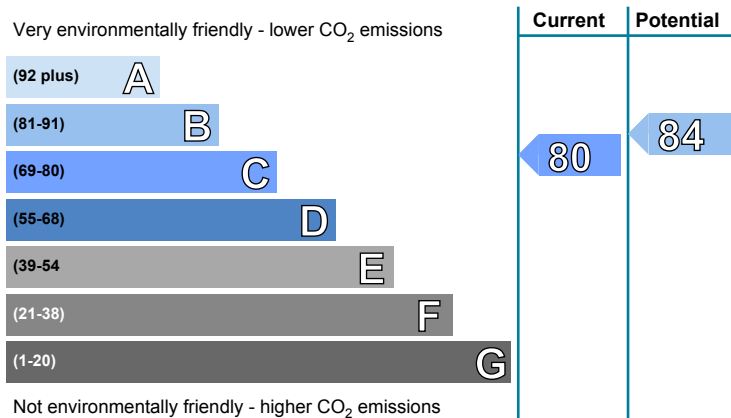 Very environmentally friendly - lower CO₂ emissions
Current
Potential
(92 plus) A
(81-91) B
(69-80) C
(55-68) D
(39-54 E
(21-38) F
(1-20) G
80
84
Not environmentally friendly - higher CO₂ emissions